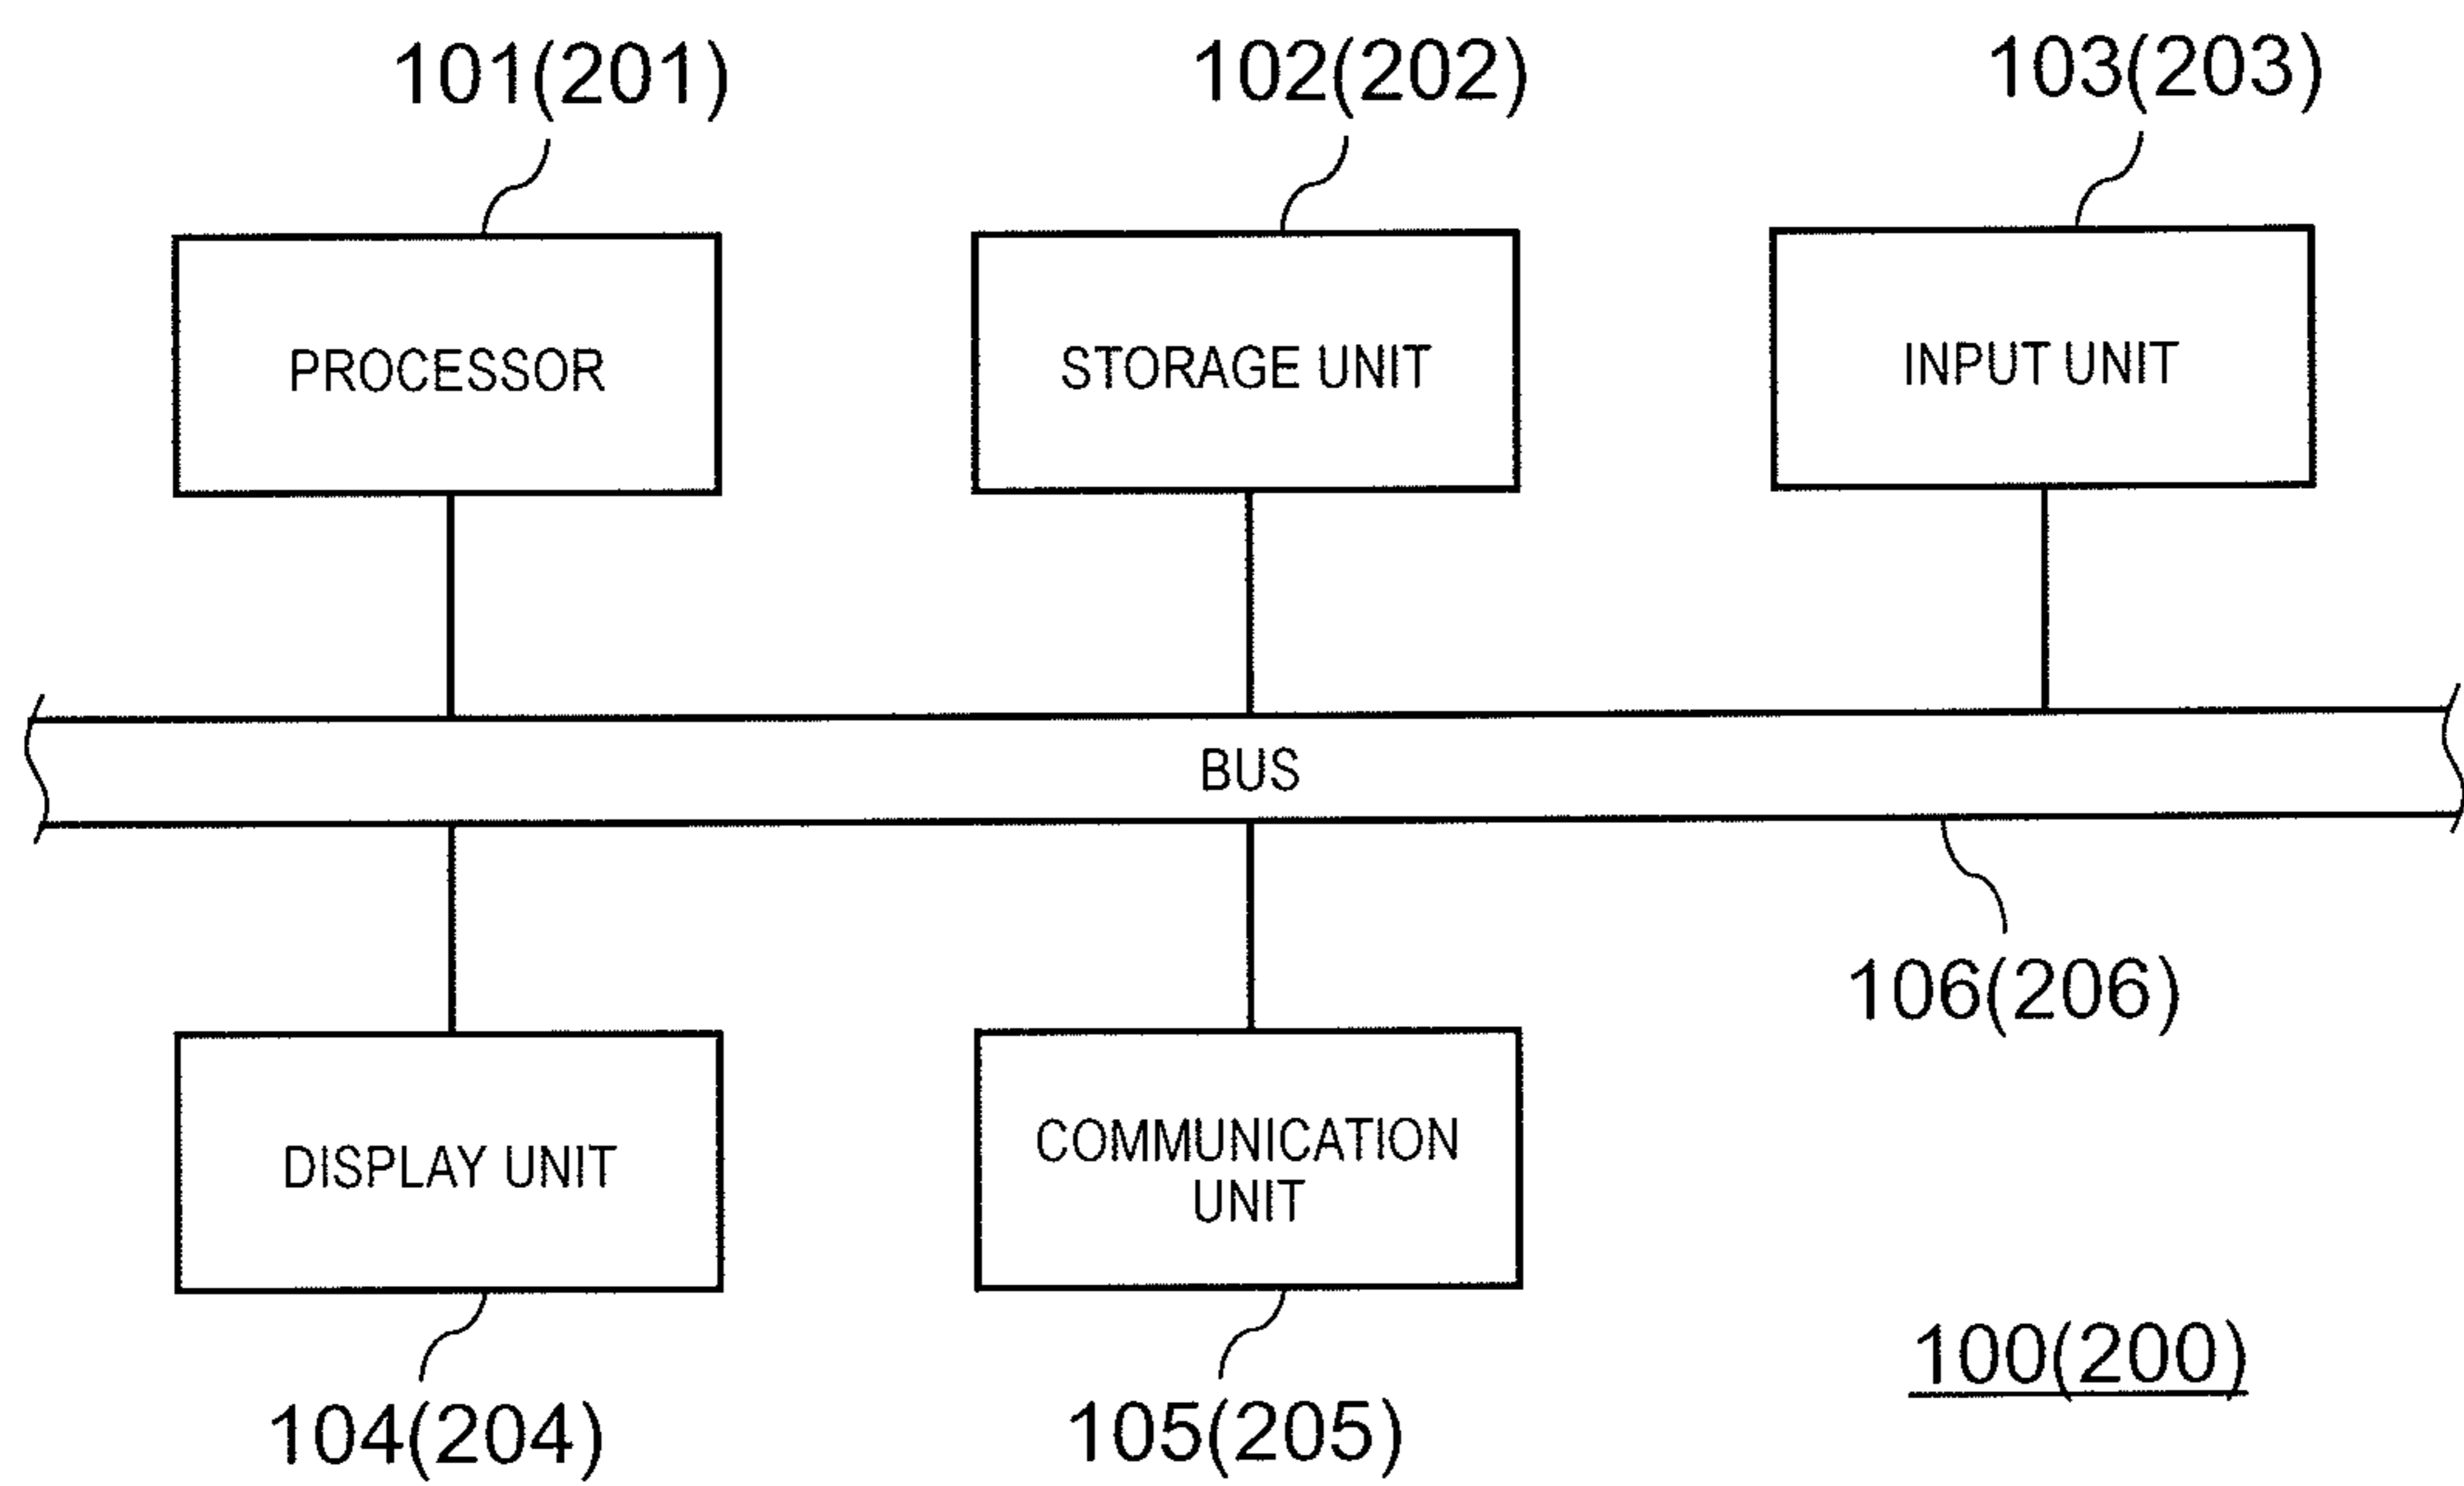 101(201)
102(202)
103(203)
PROCESSOR
STORAGE UNIT
INPUT UNIT
BUS
106(206)
DISPLAY UNIT
COMMUNICATION
UNIT
100(200)
104(204)
105(205)